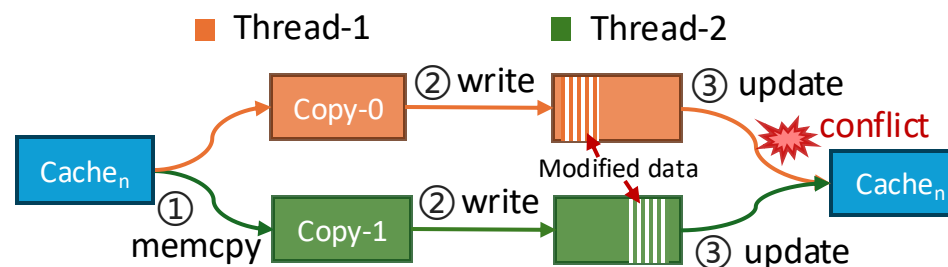 Thread-1
Thread-2
② write
③ update
Copy-0
conflict
Cacheₙ
Modified data
Cacheₙ
①
memcpy
② write
Copy-1
③ update